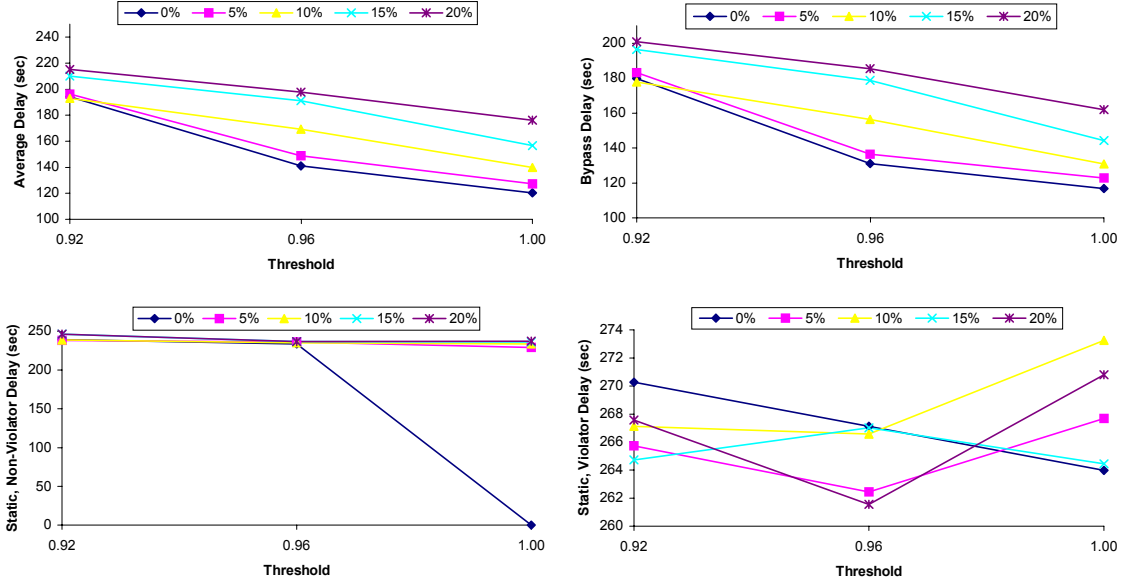 0% 5% 10% 15% 20%
Average Delay (sec)
240
220
200
180
160
140
120
100
0.92 0.96 1.00
Threshold
0% 5% 10% 15% 20%
Bypass Delay (sec)
200
180
160
140
120
100
0.92 0.96 1.00
Threshold
0% 5% 10% 15% 20%
Static, Non-Violator Delay (sec)
250
200
150
100
50
0
0.92 0.96 1.00
Threshold
0% 5% 10% 15% 20%
Static, Violator Delay (sec)
274
272
270
268
266
264
262
260
0.92 0.96 1.00
Threshold